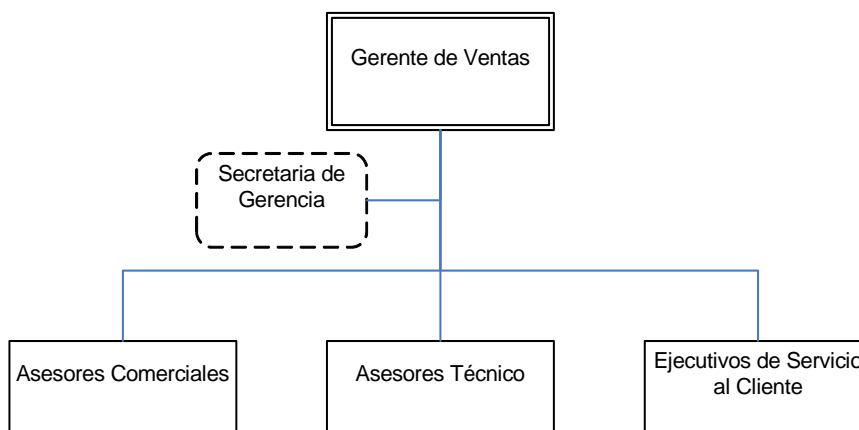 Gerente de Ventas
Secretaria de
Gerencia
Asesores Comerciales
Asesores Técnico
Ejecutivos de Servicio
al Cliente